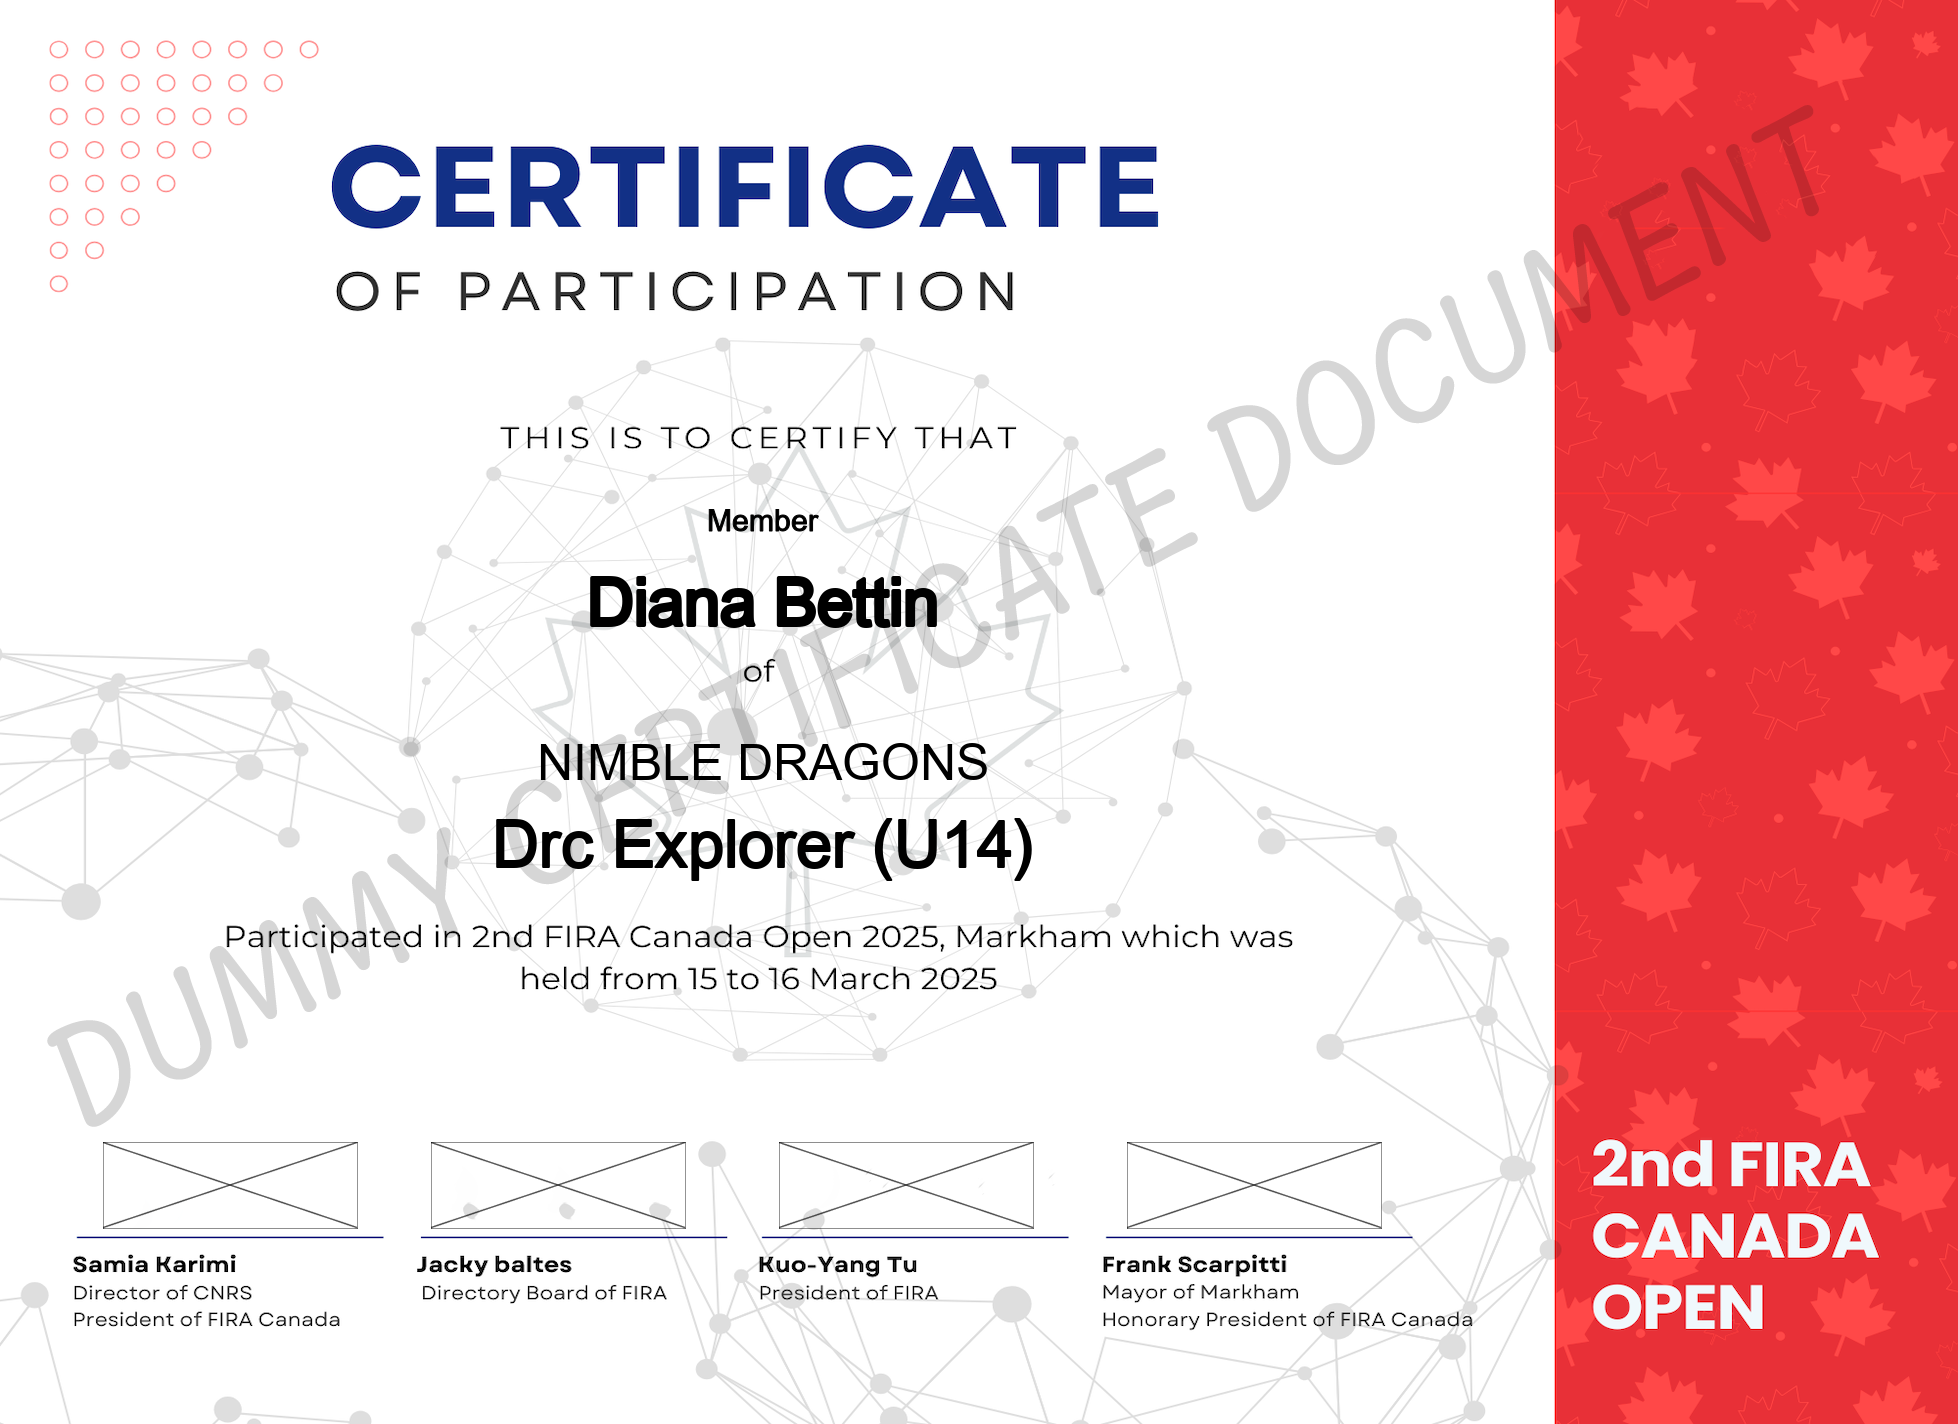 CERTIFICATE
OF PARTICIPATION
THIS IS TO CERTIFY THAT
Member
Diana Bettin
of
NIMBLE DRAGONS
Drc Explorer (U14)
Participated in 2nd FIRA Canada Open 2025, Markham which was
held from 15 to 16 March 2025
DUMMY CERTIFICATE DOCUMENT
Samia Karimi
Director of CNRS
President of FIRA Canada
Jacky baltes
Directory Board of FIRA
Kuo-Yang Tu
President of FIRA
Frank Scarpitti
Mayor of Markham
Honorary President of FIRA Canada
2nd FIRA
CANADA
OPEN